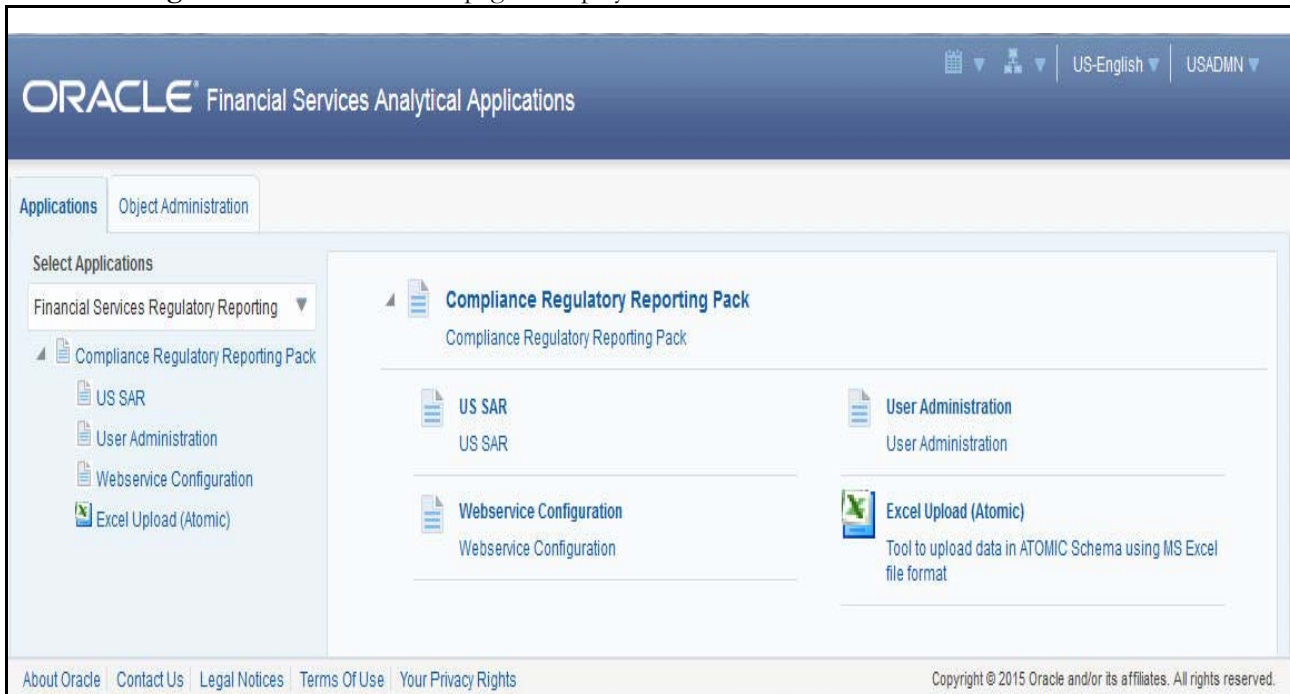 US-English USADMN
ORACLE® Financial Services Analytical Applications
Applications Object Administration
Select Applications
Financial Services Regulatory Reporting
Compliance Regulatory Reporting Pack
US SAR
User Administration
Webservice Configuration
Excel Upload (Atomic)
Compliance Regulatory Reporting Pack
Compliance Regulatory Reporting Pack
US SAR
US SAR
User Administration
User Administration
Webservice Configuration
Webservice Configuration
Excel Upload (Atomic)
Tool to upload data in ATOMIC Schema using MS Excel
file format
About Oracle Contact Us Legal Notices Terms Of Use Your Privacy Rights
Copyright © 2015 Oracle and/or its affiliates. All rights reserved.